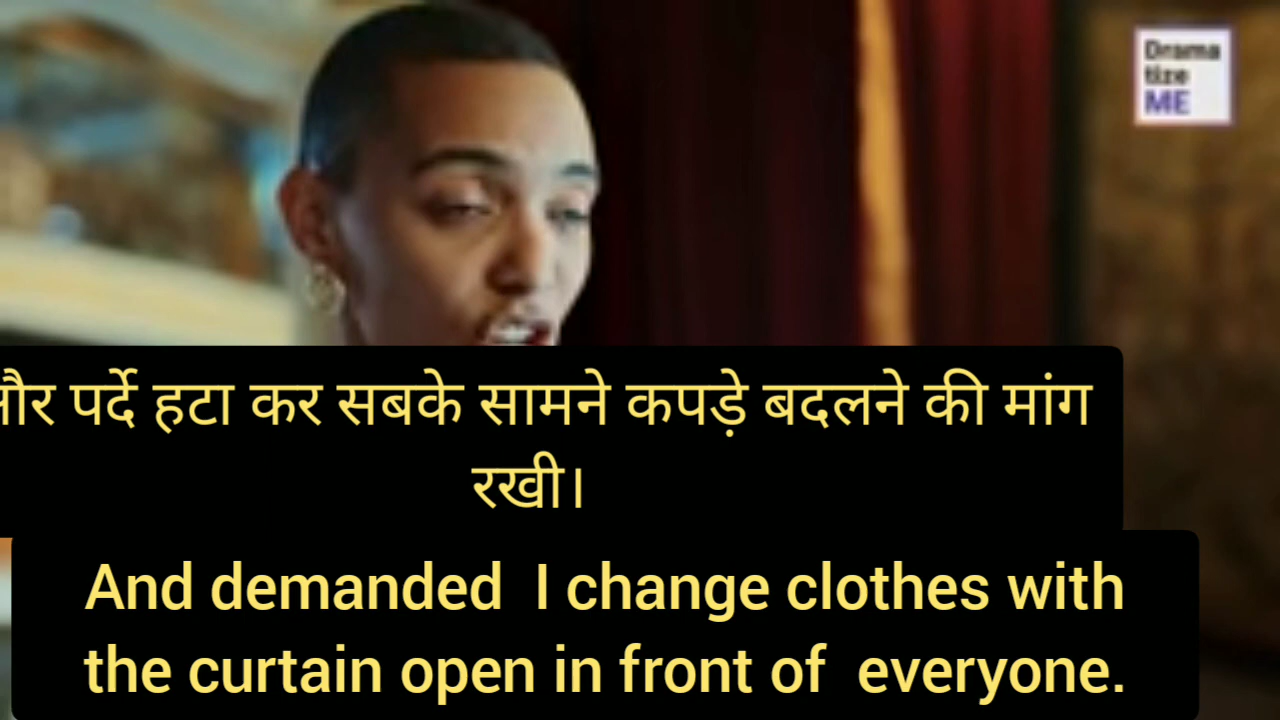 Drama
tize
ME
और पर्दे हटा कर सबके सामने कपड़े बदलने की मांग
रखी।
And demanded I change clothes with
the curtain open in front of everyone.